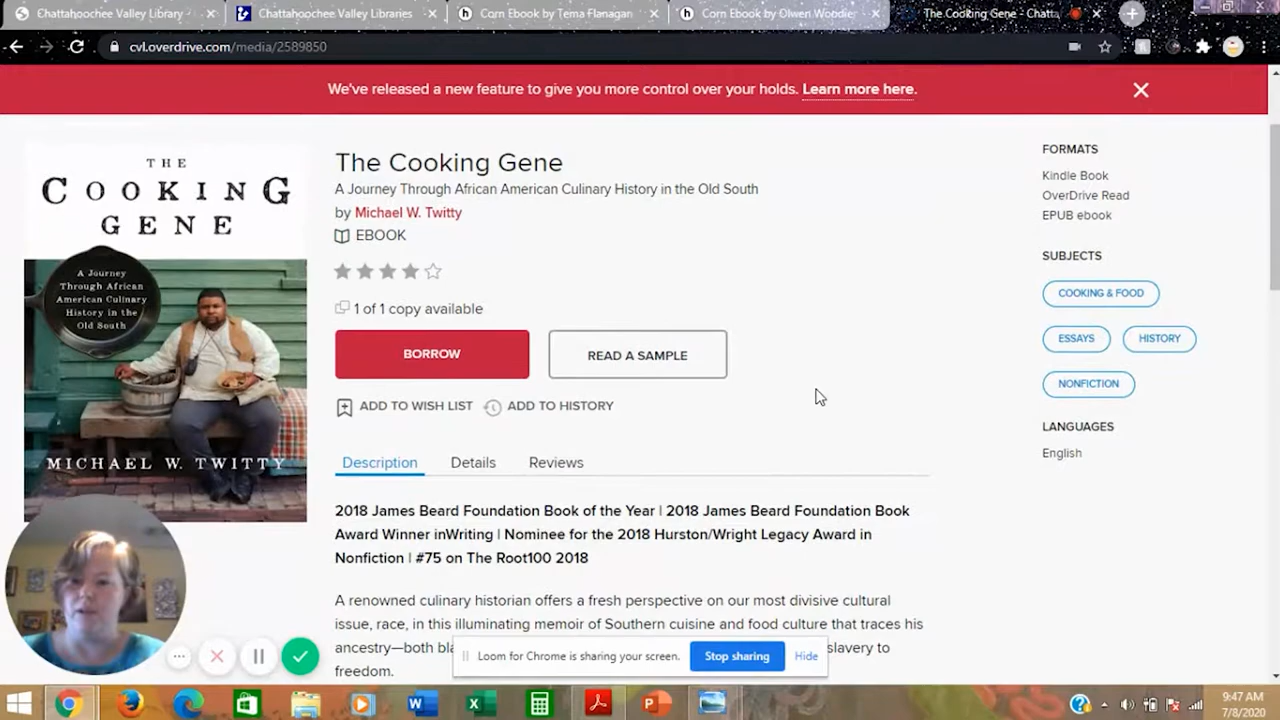 Chattahoochee Valley Library -
Chattahoochee Valley Libraries
Corn Ebook by Tema Flanagan
Corn Ebook by Olwen Wondier
The Cooking Gene - Chatta
cvl.overdrive.com/media/2589850
We've released a new feature to give you more control over your holds. Learn more here.
THE
COOKING
GENE
A Journey
Through African
American Culinary
History in the
Old South
MICHAEL W. TWITTY
The Cooking Gene
A Journey Through African American Culinary History in the Old South
by Michael W. Twitty
EBOOK
1 of 1 copy available
BORROW
READ A SAMPLE
ADD TO WISH LIST
ADD TO HISTORY
Description
Details
Reviews
2018 James Beard Foundation Book of the Year | 2018 James Beard Foundation Book
Award Winner inWriting | Nominee for the 2018 Hurston/Wright Legacy Award in
Nonfiction | #75 on The Root100 2018
A renowned culinary historian offers a fresh perspective on our most divisive cultural
issue, race, in this illuminating memoir of Southern cuisine and food culture that traces his
ancestry—both bla slavery to
freedom.
FORMATS
Kindle Book
OverDrive Read
EPUB ebook
SUBJECTS
COOKING & FOOD
ESSAYS
HISTORY
NONFICTION
LANGUAGES
English
Loom for Chrome is sharing your screen.
Stop sharing
Hide
9:47 AM
7/8/2020